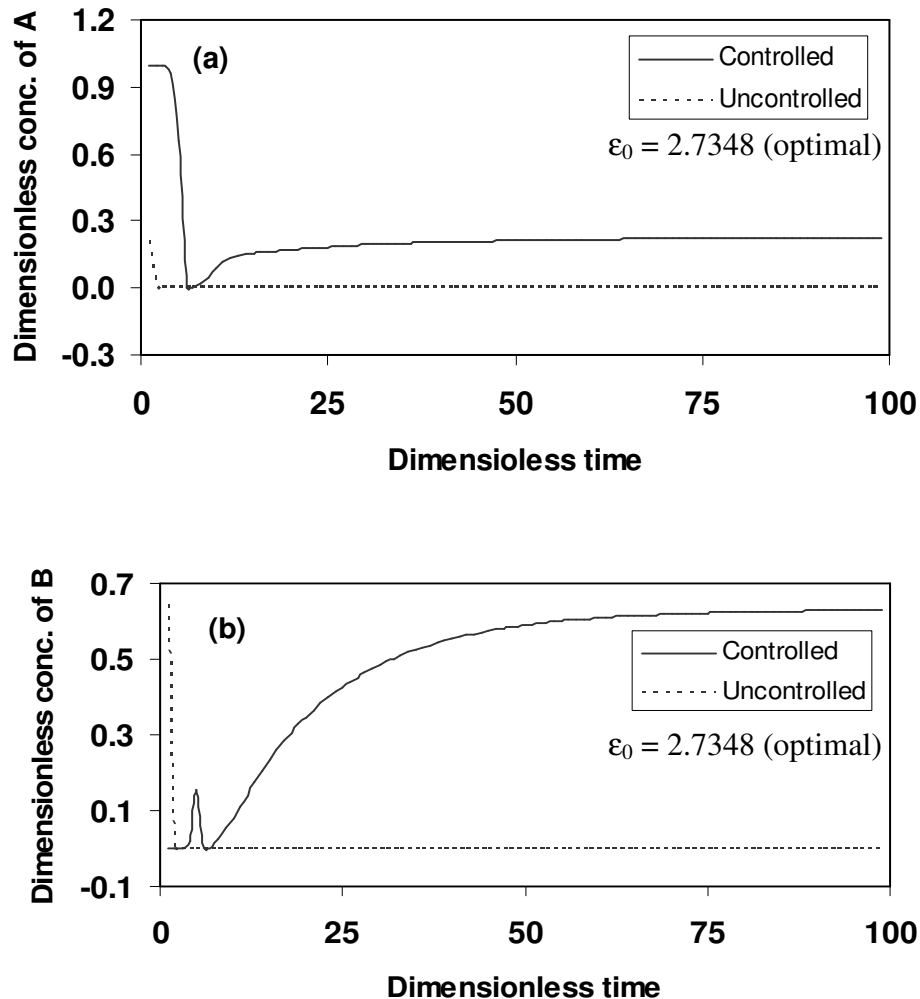 Dimensionless conc. of A
1.2
0.9
0.6
0.3
0.0
-0.3
(a)
Controlled
Uncontrolled
ε₀ = 2.7348 (optimal)
0 25 50 75 100
Dimensioless time
Dimensionless conc. of B
0.7
0.5
0.3
0.1
-0.1
(b)
Controlled
Uncontrolled
ε₀ = 2.7348 (optimal)
0 25 50 75 100
Dimensionless time